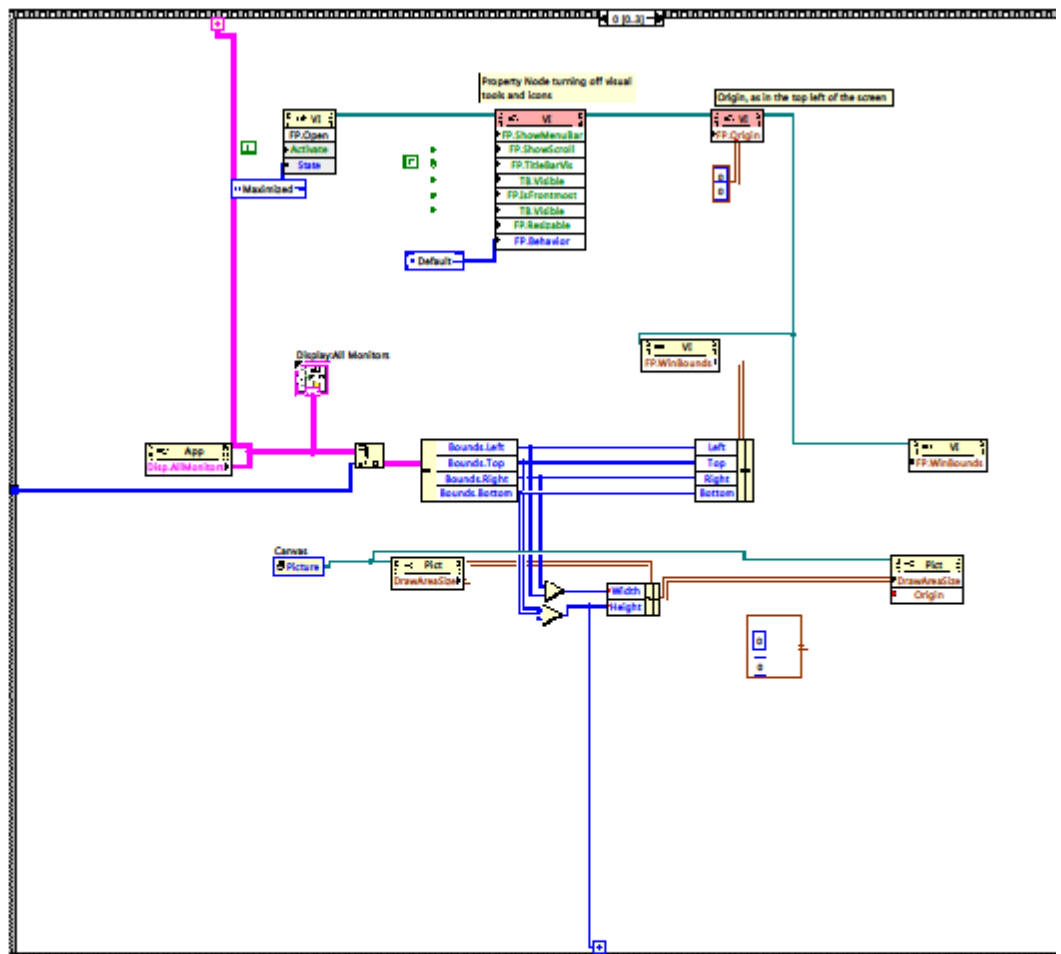 0 [0..3]
Property Node turning off visual
tools and icons
Origin, as in the top left of the screen
VI
FP.Open
Activate
State
Maximized
VI
FP.ShowMenuBar
FP.ShowScroll
FP.TitleBarVis
TB.Visible
FP.IsFrontmost
TB.Visible
FP.Resizable
FP.Behavior
Default
VI
FP.Origin
0
0
VI
FP.WinBounds
Display:All Monitors
App
Disp.AllMonitors
Bounds.Left
Bounds.Top
Bounds.Right
Bounds.Bottom
Left
Top
Right
Bottom
VI
FP.WinBounds
Canvas
Picture
Pict
DrawAreaSize
Width
Height
Pict
DrawAreaSize
Origin
0
0